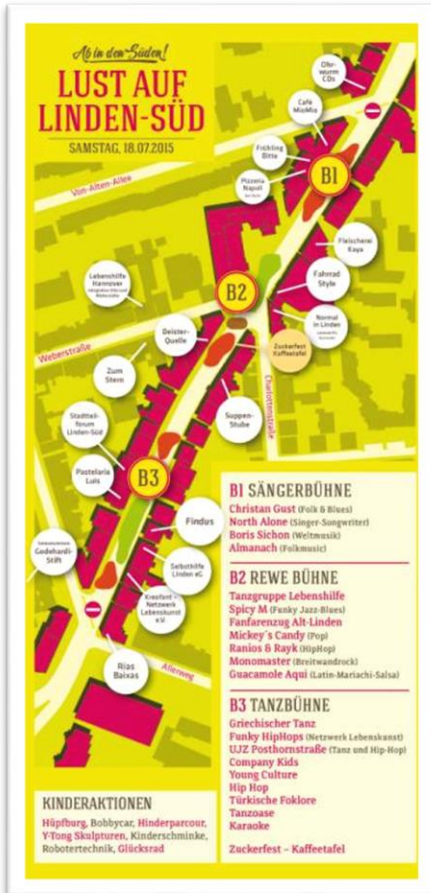 Ab in den Süden!
LUST AUF
LINDEN-SÜD
SAMSTAG, 18.07.2015
Ohr-
wurm
CDs
Café
MiuMiu
Frühling
Bitte
Pizzeria
Napoli
B1
Von-Alten-Allee
Fleischerei
Kaya
Fahrrad
Style
Lebenshilfe
Hannover
B2
Normal
in Linden
Deister-
Quelle
Zuckerfest
Kaffeetafel
Weberstraße
Zum
Stern
Charlottenstraße
Suppen-
Stube
Stadtteil-
forum
Linden-Süd
B3
Pastelaria
Luis
Findus
Godehardi-
Stift
Selbsthilfe
Linden eG
Kreafant –
Netzwerk
Lebenskunst
e.V.
Rias
Baixas
Allerweg
B1 SÄNGERBÜHNE
Christan Gust (Folk & Blues)
North Alone (Singer-Songwriter)
Boris Sichon (Weltmusik)
Almanach (Folkmusic)
B2 REWE BÜHNE
Tanzgruppe Lebenshilfe
Spicy M (Funky Jazz-Blues)
Fanfarenzug Alt-Linden
Mickey´s Candy (Pop)
Ranios & Rayk (HipHop)
Monomaster (Breitwandrock)
Guacamole Aqui (Latin-Mariachi-Salsa)
B3 TANZBÜHNE
Griechischer Tanz
Funky HipHops (Netzwerk Lebenskunst)
UJZ Posthornstraße (Tanz und Hip-Hop)
Company Kids
Young Culture
Hip Hop
Türkische Foklore
Tanzoase
Karaoke
Zuckerfest – Kaffeetafel
KINDERAKTIONEN
Hüpfburg, Bobbycar, Hinderparcour,
Y-Tong Skulpturen, Kinderschminke,
Robotertechnik, Glücksrad